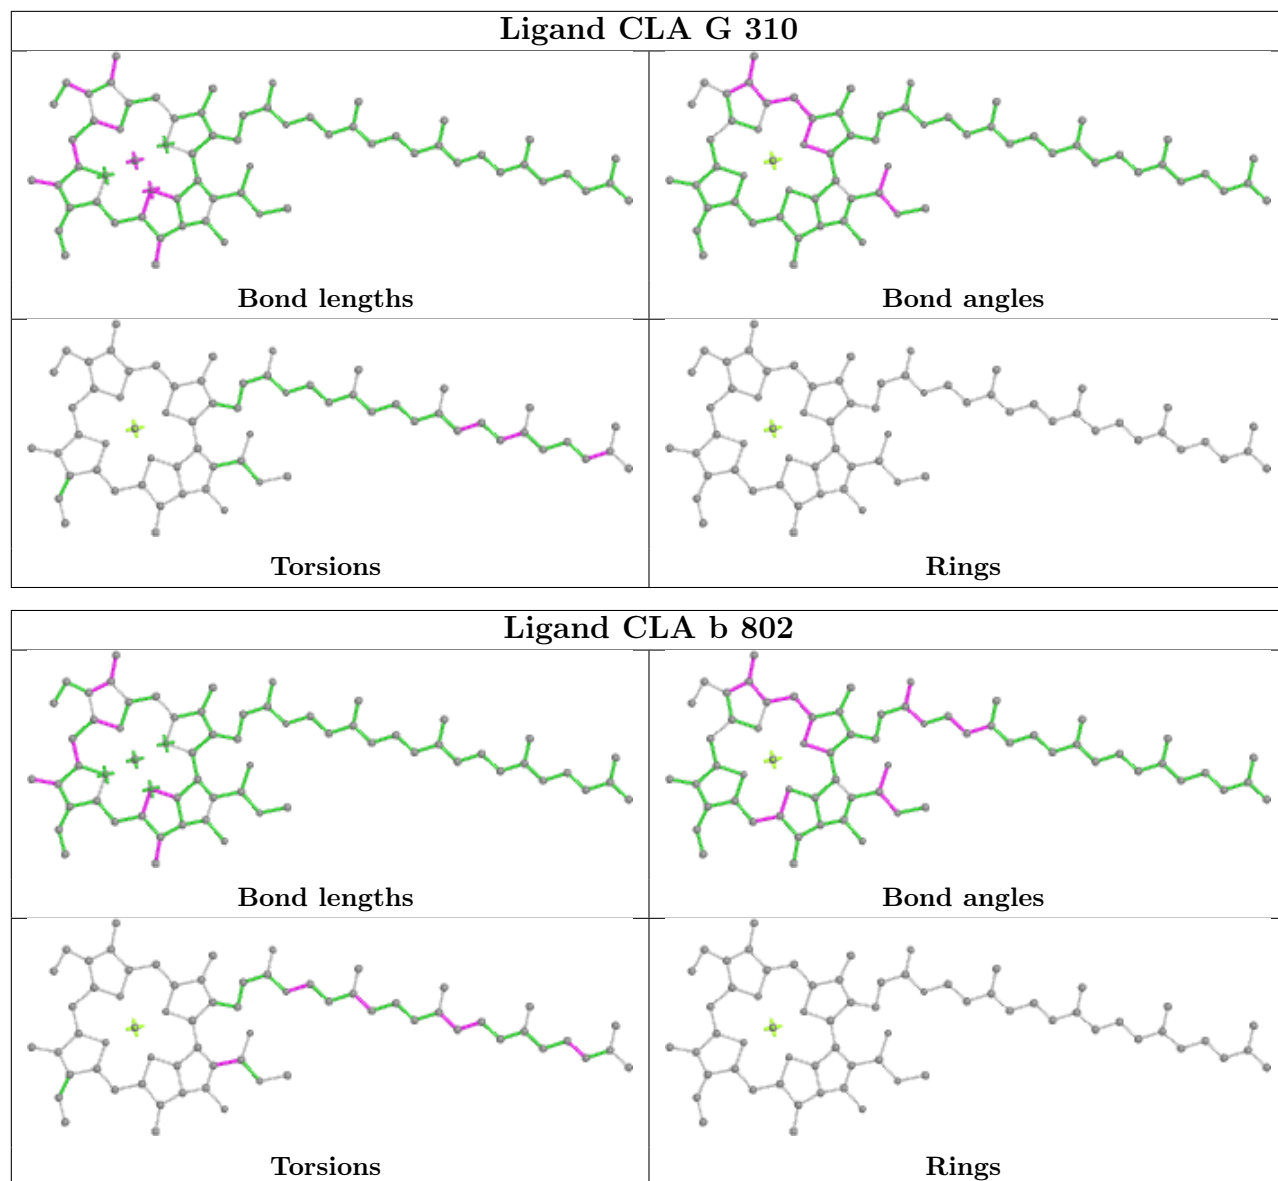 Ligand CLA G 310
Bond lengths
Bond angles
Torsions
Rings
Ligand CLA b 802
Bond lengths
Bond angles
Torsions
Rings